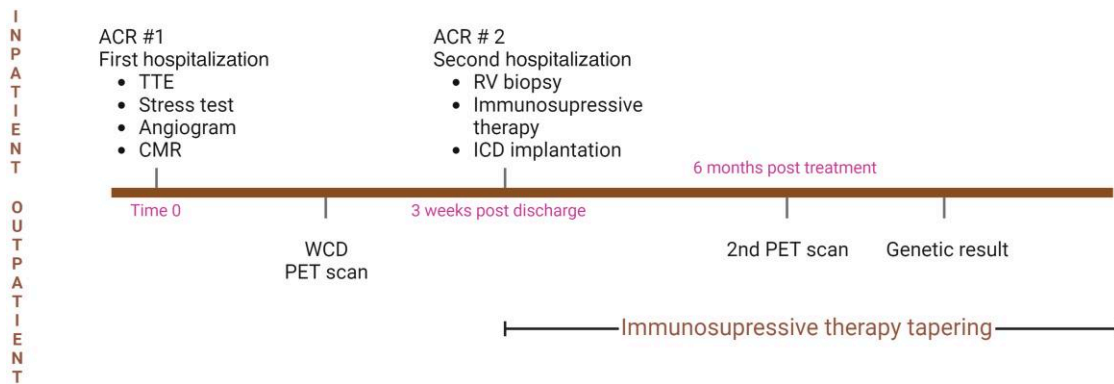 INPATIENT OUTPATIENT
ACR #1
First hospitalization
• TTE
• Stress test
• Angiogram
• CMR
ACR # 2
Second hospitalization
• RV biopsy
• Immunosupressive
therapy
• ICD implantation
6 months post treatment
Time 0
3 weeks post discharge
WCD
PET scan
2nd PET scan
Genetic result
Immunosupressive therapy tapering